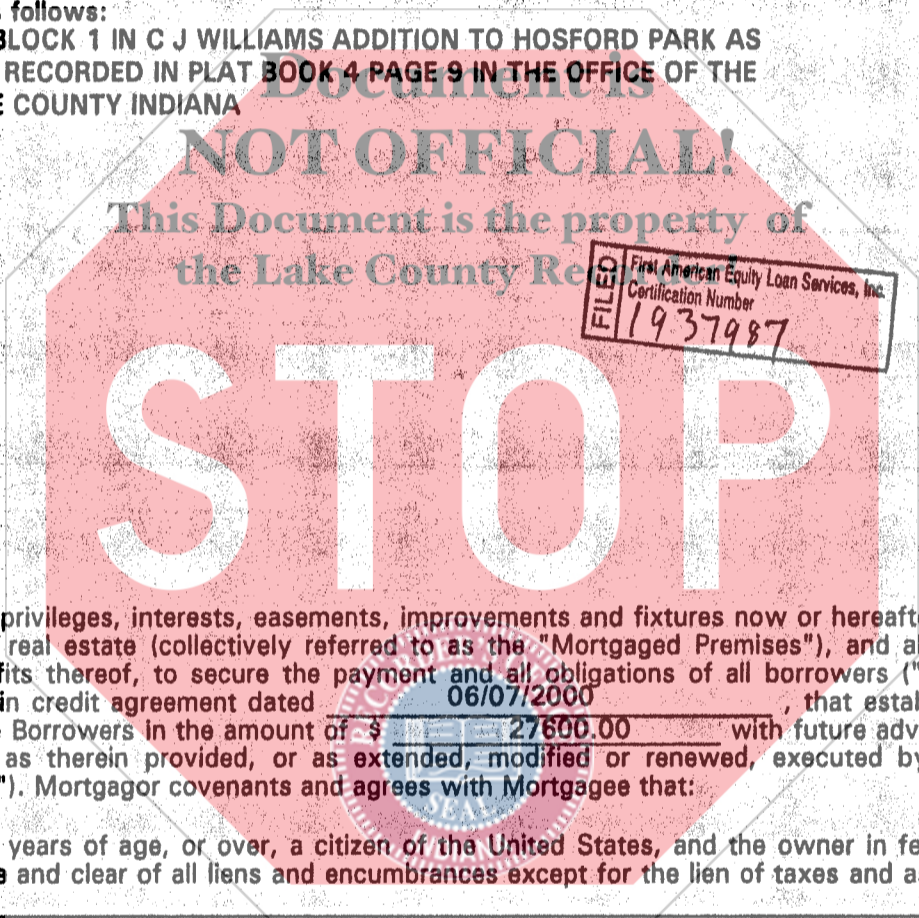 follows:
BLOCK 1 IN C J WILLIAMS ADDITION TO HOSFORD PARK AS
RECORDED IN PLAT BOOK 4 PAGE 9 IN THE OFFICE OF THE
COUNTY INDIANA
Document is
NOT OFFICIAL!
This Document is the property of
the Lake County Recorder!
FILED
First American Equity Loan Services, Inc.
Certification Number
1937987
STOP
privileges, interests, easements, improvements and fixtures now or hereaft
real estate (collectively referred to as the "Mortgaged Premises"), and a
fits thereof, to secure the payment and all obligations of all borrowers ("
in credit agreement dated 06/07/2000, that estal
Borrowers in the amount of $ 27600.00 with future adv
as therein provided, or as extended, modified or renewed, executed by
"). Mortgagor covenants and agrees with Mortgagee that:
SEAL
INDIANA
years of age, or over, a citizen of the United States, and the owner in fe
e and clear of all liens and encumbrances except for the lien of taxes and a